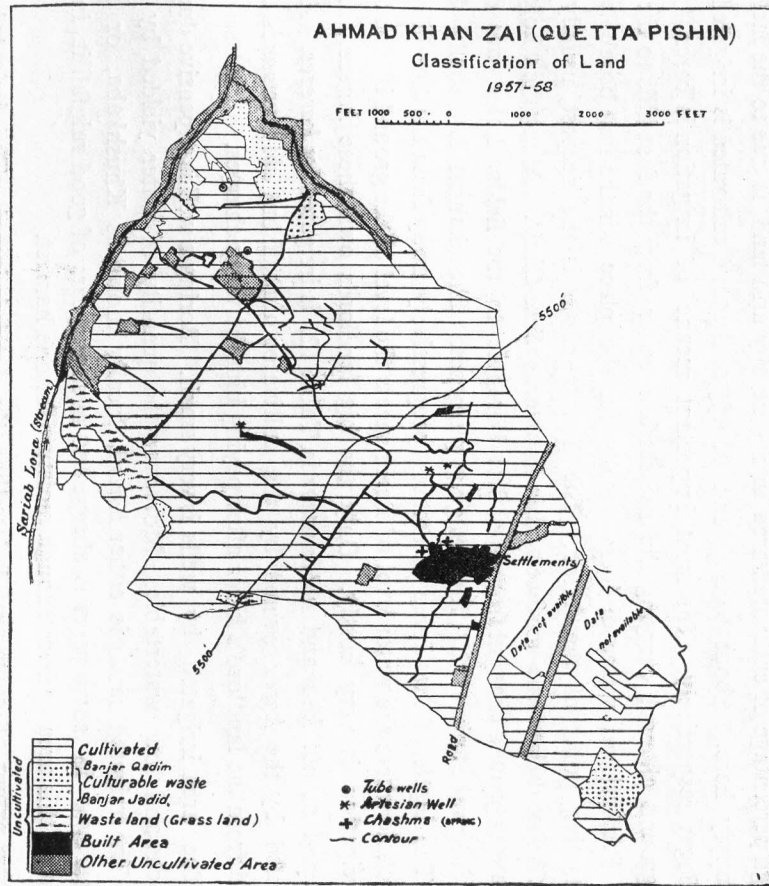 AHMAD KHAN ZAI (QUETTA PISHIN)
Classification of Land
1957-58
FEET 1000 500 0 1000 2000 3000 FEET
5500'
Sariab Lora (Stream)
Settlements
Data not availble
Data not available
5500'
Road
Uncultivated
Cultivated
Banjar Qadim
Culturable waste
Banjar Jadid
Waste land (Grass land)
Built Area
Other Uncultivated Area
Tube wells
Artesian Well
Chashma
Contour